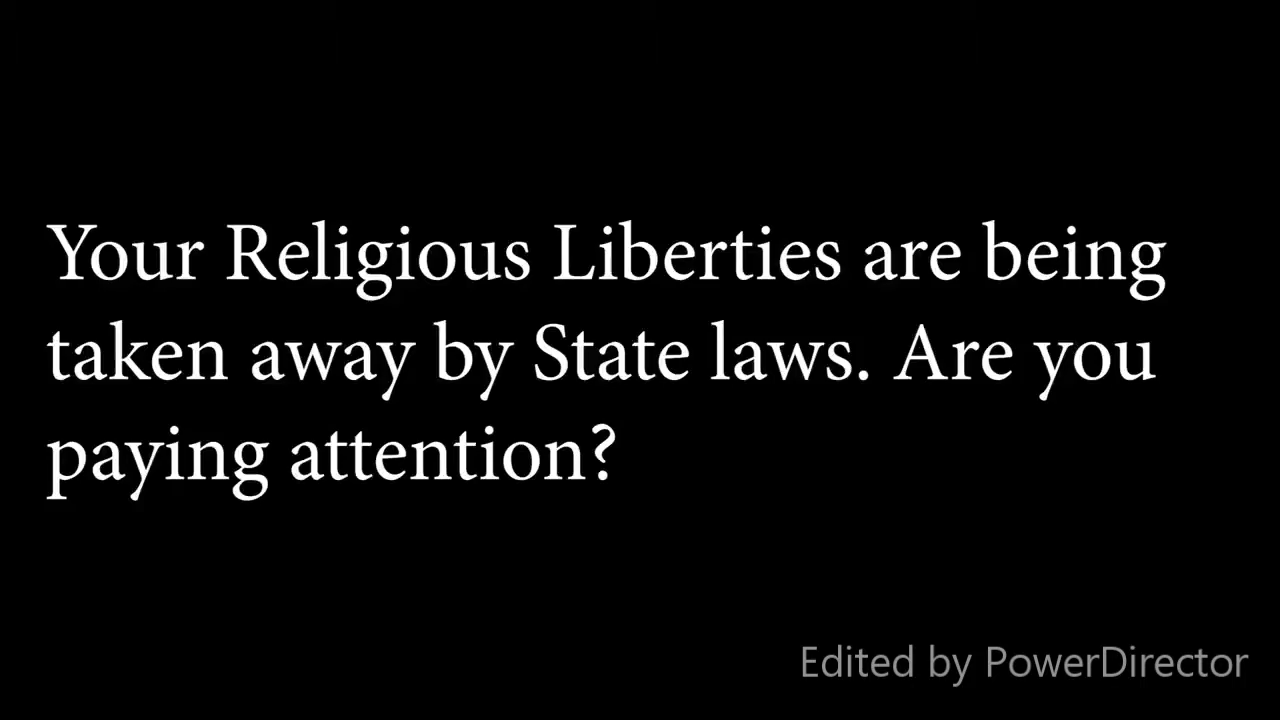 Your Religious Liberties are being
taken away by State laws. Are you
paying attention?
Edited by PowerDirector